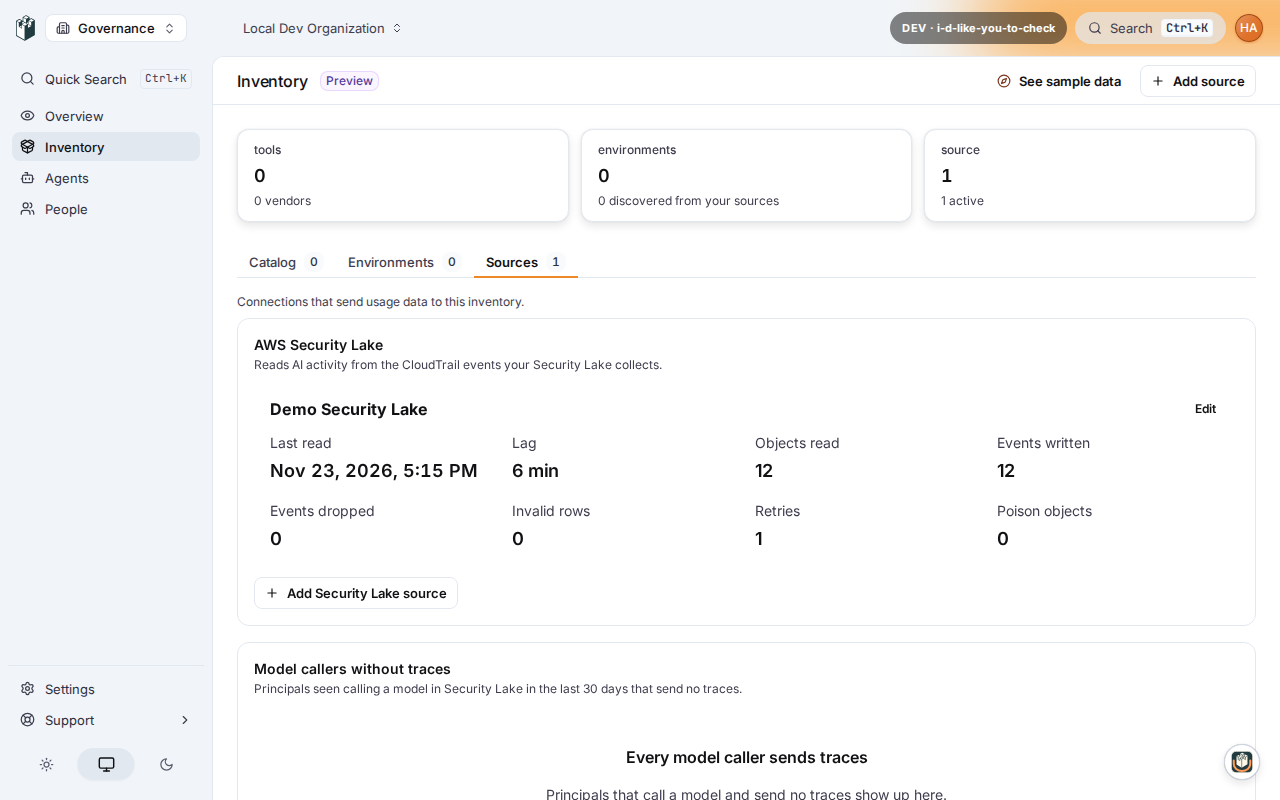 Governance
Local Dev Organization
DEV · i-d-like-you-to-check
Search Ctrl+K
HA
Quick Search Ctrl+K
Overview
Inventory
Agents
People
Settings
Support
Inventory Preview
See sample data
+ Add source
tools
0
0 vendors
environments
0
0 discovered from your sources
source
1
1 active
Catalog 0
Environments 0
Sources 1
Connections that send usage data to this inventory.
AWS Security Lake
Reads AI activity from the CloudTrail events your Security Lake collects.
Demo Security Lake
Edit
Last read
Nov 23, 2026, 5:15 PM
Lag
6 min
Objects read
12
Events written
12
Events dropped
0
Invalid rows
0
Retries
1
Poison objects
0
+ Add Security Lake source
Model callers without traces
Principals seen calling a model in Security Lake in the last 30 days that send no traces.
Every model caller sends traces
Principals that call a model and send no traces show up here.